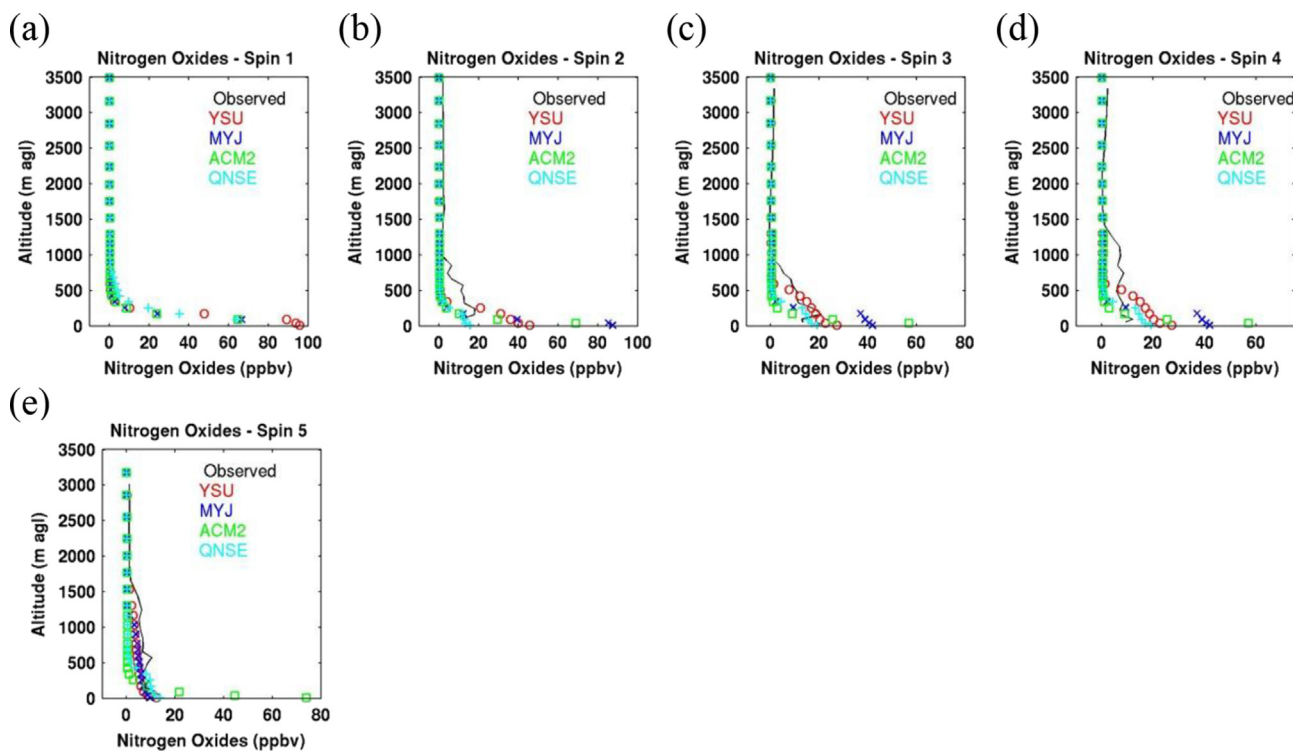 (a)
Nitrogen Oxides - Spin 1
3500
3000
2500
2000
1500
1000
500
0
Altitude (m agl)
Observed
YSU
MYJ
ACM2
QNSE
0 20 40 60 80 100
Nitrogen Oxides (ppbv)
(b)
Nitrogen Oxides - Spin 2
3500
3000
2500
2000
1500
1000
500
0
Altitude (m agl)
Observed
YSU
MYJ
ACM2
QNSE
0 20 40 60 80 100
Nitrogen Oxides (ppbv)
(c)
Nitrogen Oxides - Spin 3
3500
3000
2500
2000
1500
1000
500
0
Altitude (m agl)
Observed
YSU
MYJ
ACM2
QNSE
0 20 40 60 80
Nitrogen Oxides (ppbv)
(d)
Nitrogen Oxides - Spin 4
3500
3000
2500
2000
1500
1000
500
0
Altitude (m agl)
Observed
YSU
MYJ
ACM2
QNSE
0 20 40 60
Nitrogen Oxides (ppbv)
(e)
Nitrogen Oxides - Spin 5
3500
3000
2500
2000
1500
1000
500
0
Altitude (m agl)
Observed
YSU
MYJ
ACM2
QNSE
0 20 40 60 80
Nitrogen Oxides (ppbv)